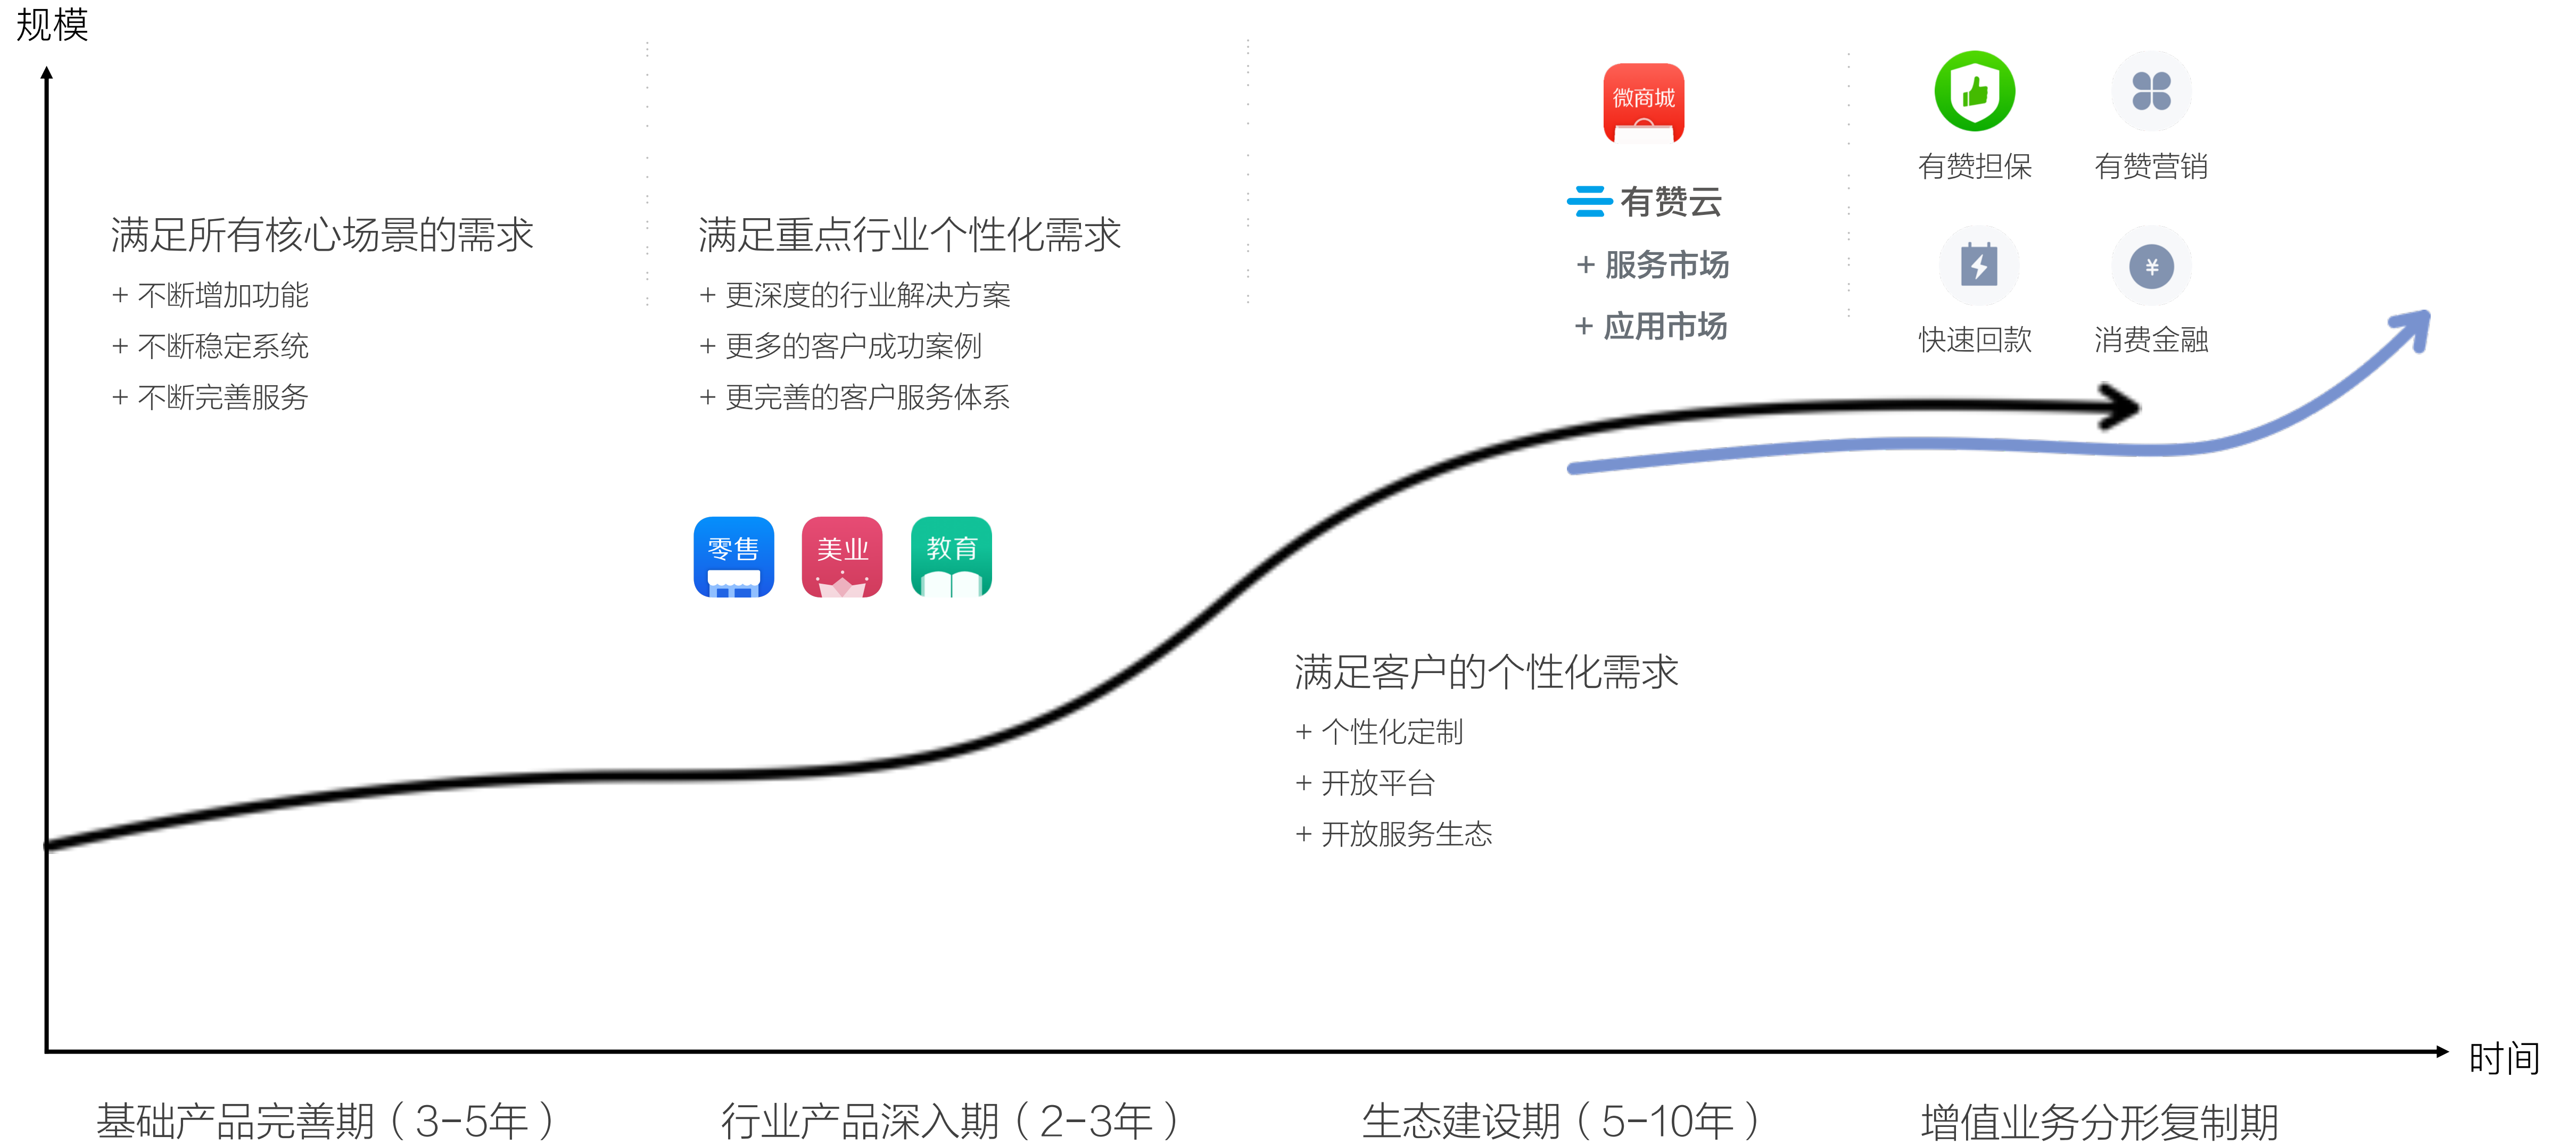 规模
满足所有核心场景的需求
+ 不断增加功能
+ 不断稳定系统
+ 不断完善服务
满足重点行业个性化需求
+ 更深度的行业解决方案
+ 更多的客户成功案例
+ 更完善的客户服务体系
零售
美业
教育
微商城
有赞云
+ 服务市场
+ 应用市场
满足客户的个性化需求
+ 个性化定制
+ 开放平台
+ 开放服务生态
有赞担保
有赞营销
快速回款
¥
消费金融
时间
基础产品完善期（3-5年）
行业产品深入期（2-3年）
生态建设期（5-10年）
增值业务分形复制期